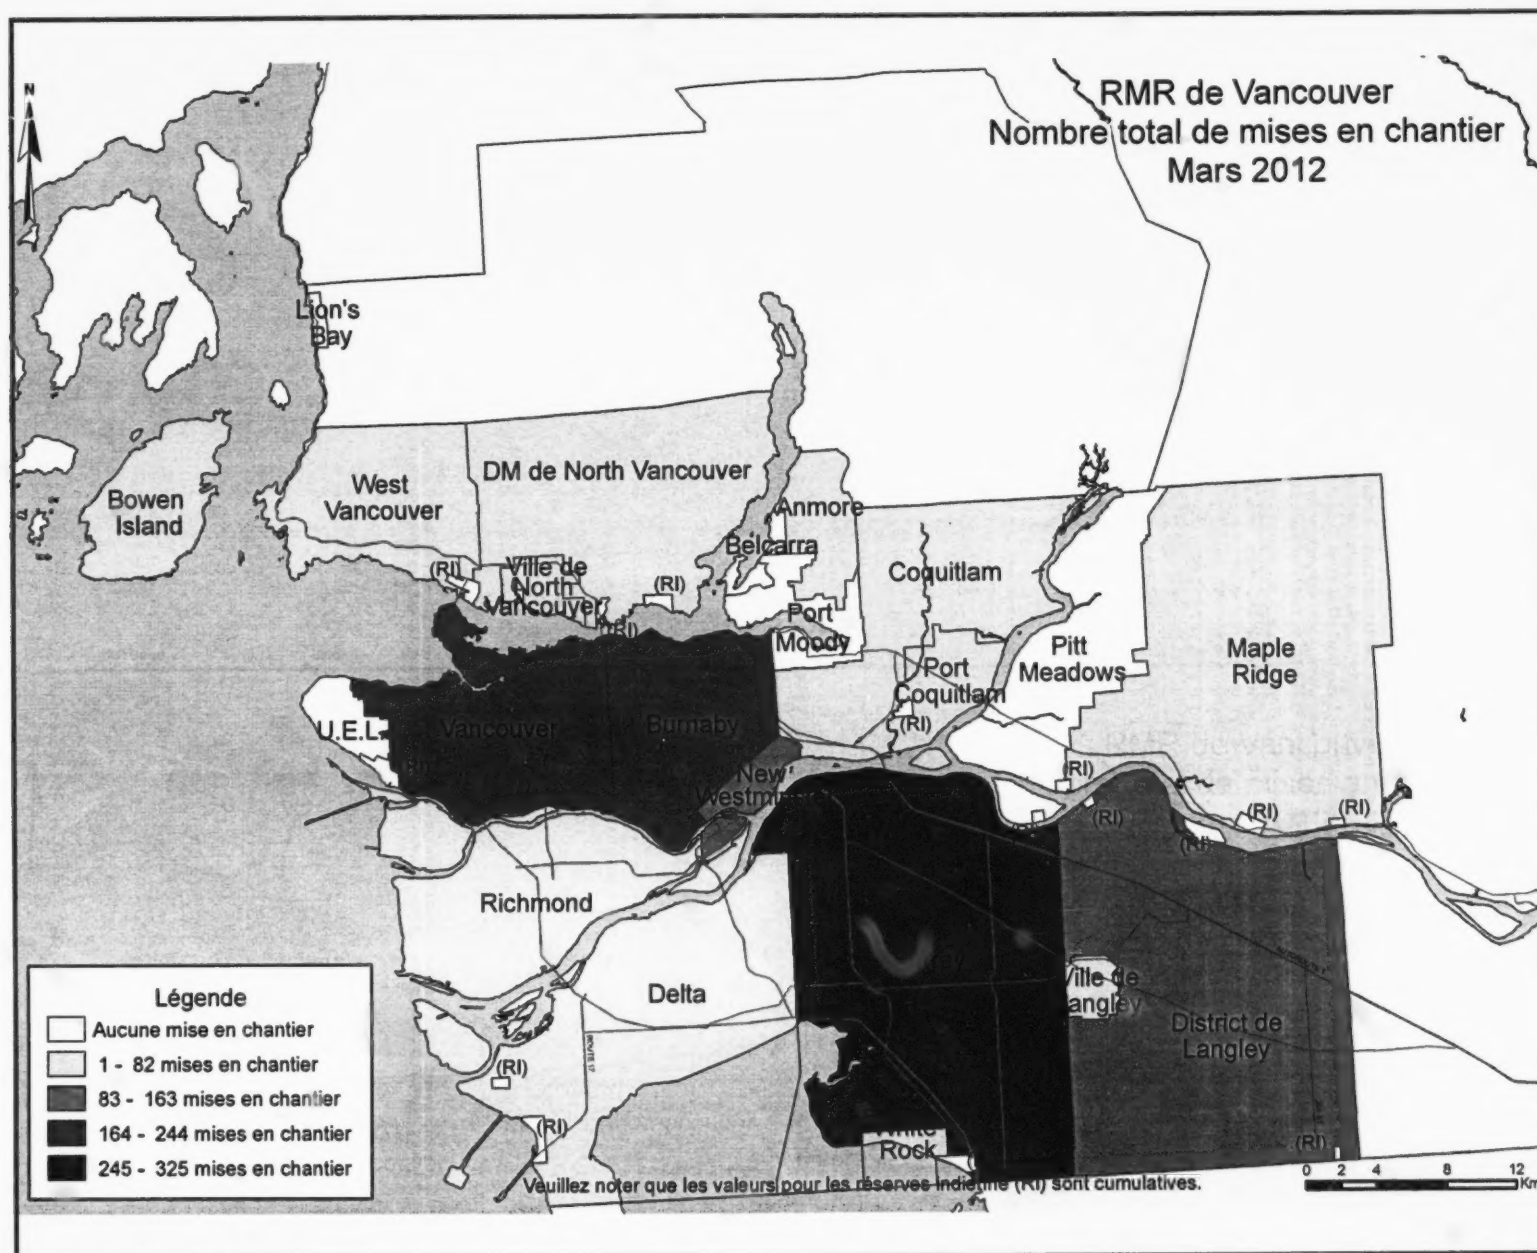 N
RMR de Vancouver
Nombre total de mises en chantier
Mars 2012
Lion's
Bay
Bowen
Island
West
Vancouver
DM de North Vancouver
Anmore
Belcarra
(RI)
Ville de
North
Vancouver
(RI)
(RI)
Coquitlam
Port
Moody
Pitt
Meadows
Maple
Ridge
Port
Coquitlam
(RI)
U.E.L.
Vancouver
Burnaby
New
(RI)
(RI)
(RI)
(RI)
(RI)
Richmond
Delta
Ville de
Langley
District de
Langley
ROUTE 17
(RI)
(RI)
(RI)
White
Rock
Légende
Aucune mise en chantier
1 - 82 mises en chantier
83 - 163 mises en chantier
164 - 244 mises en chantier
245 - 325 mises en chantier
Veuillez noter que les valeurs pour les réserves indienne (RI) sont cumulatives.
0 2 4 8 12
Km